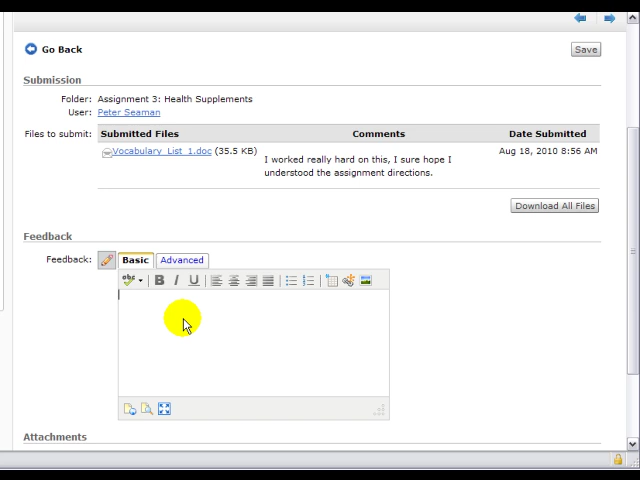 Go Back
Save
Submission
Folder: Assignment 3: Health Supplements
User: Peter Seaman
Files to submit: Submitted Files Comments Date Submitted
Vocabulary_List_1.doc (35.5 KB) I worked really hard on this, I sure hope I Aug 18, 2010 8:56 AM
understood the assignment directions.
Download All Files
Feedback
Feedback: Basic Advanced
abc B I U
Attachments